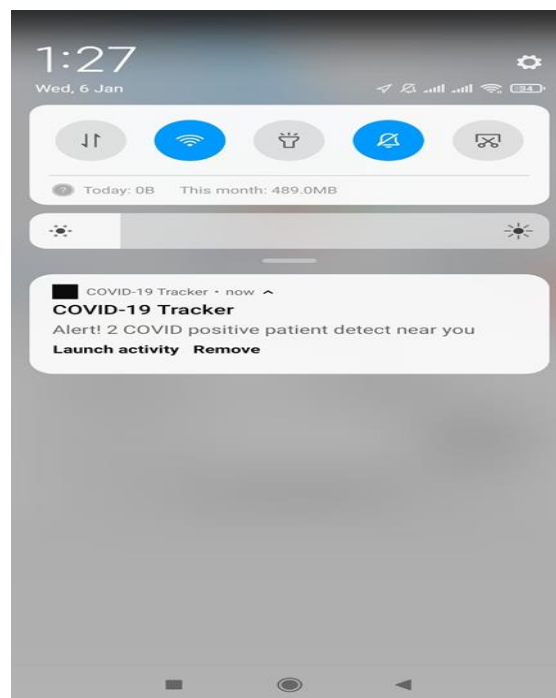 1:27
Wed, 6 Jan
34
Today: 0B This month: 489.0MB
COVID-19 Tracker • now
COVID-19 Tracker
Alert! 2 COVID positive patient detect near you
Launch activity Remove